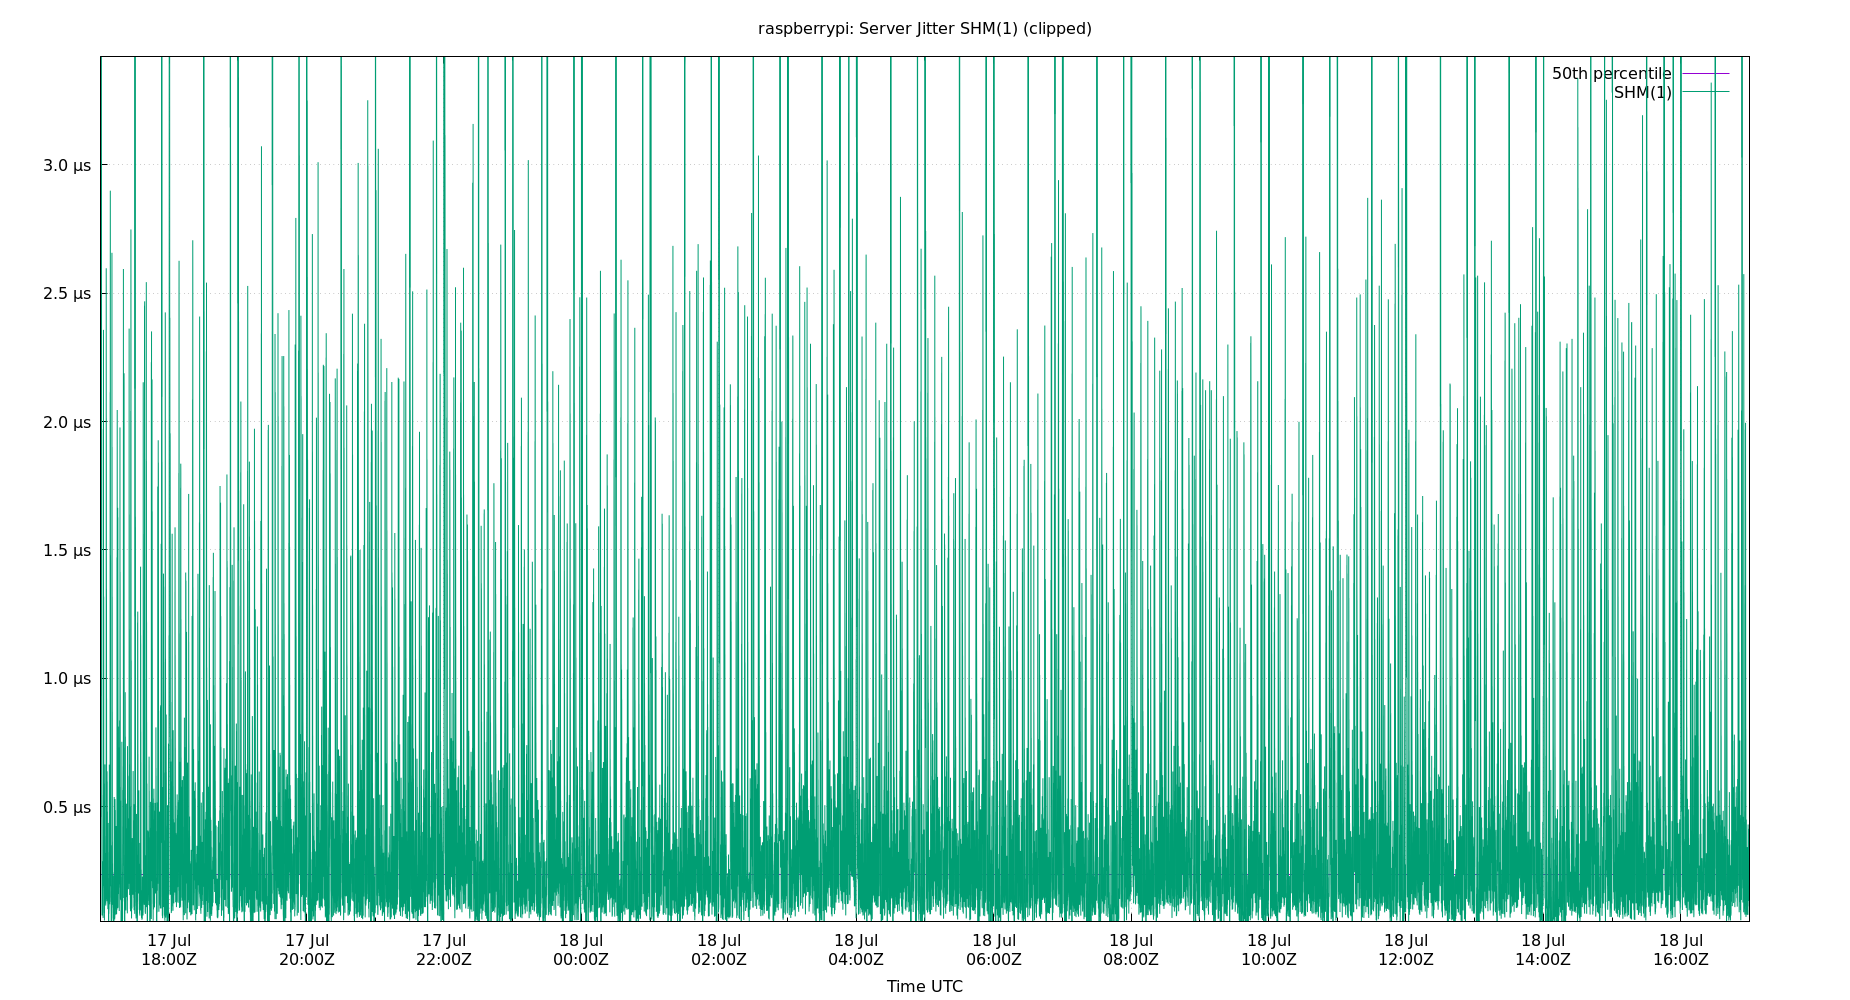 raspberrypi: Server Jitter SHM(1) (clipped)
50th percentile
SHM(1)
3.0 µs
2.5 µs
2.0 µs
1.5 µs
1.0 µs
0.5 µs
17 Jul 17 Jul 17 Jul 18 Jul 18 Jul 18 Jul 18 Jul 18 Jul 18 Jul 18 Jul 18 Jul 18 Jul
18:00Z 20:00Z 22:00Z 00:00Z 02:00Z 04:00Z 06:00Z 08:00Z 10:00Z 12:00Z 14:00Z 16:00Z
Time UTC